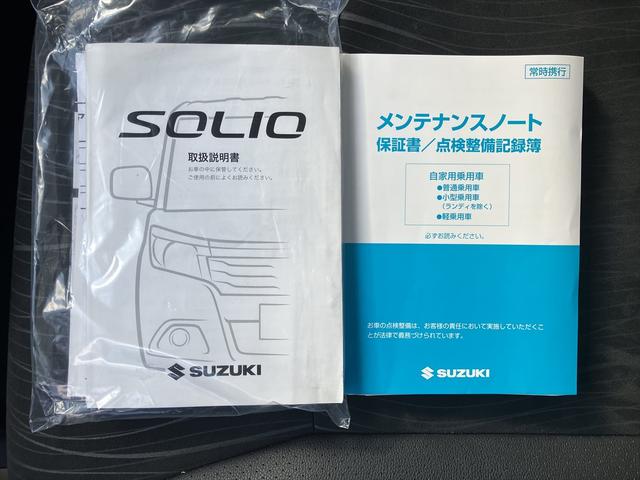 SOLIO
取扱説明書
お車の中に保管してください。
ご使用の前によくお読みください。
SUZUKI
常時携行
メンテナンスノート
保証書／点検整備記録簿
自家用乗用車
●普通乗用車
●小型乗用車
（ランディを除く）
●軽乗用車
必ずお読みください。
お車の点検整備は、お客様の責任において実施していただくこ
とが法律で義務づけられています。
SUZUKI